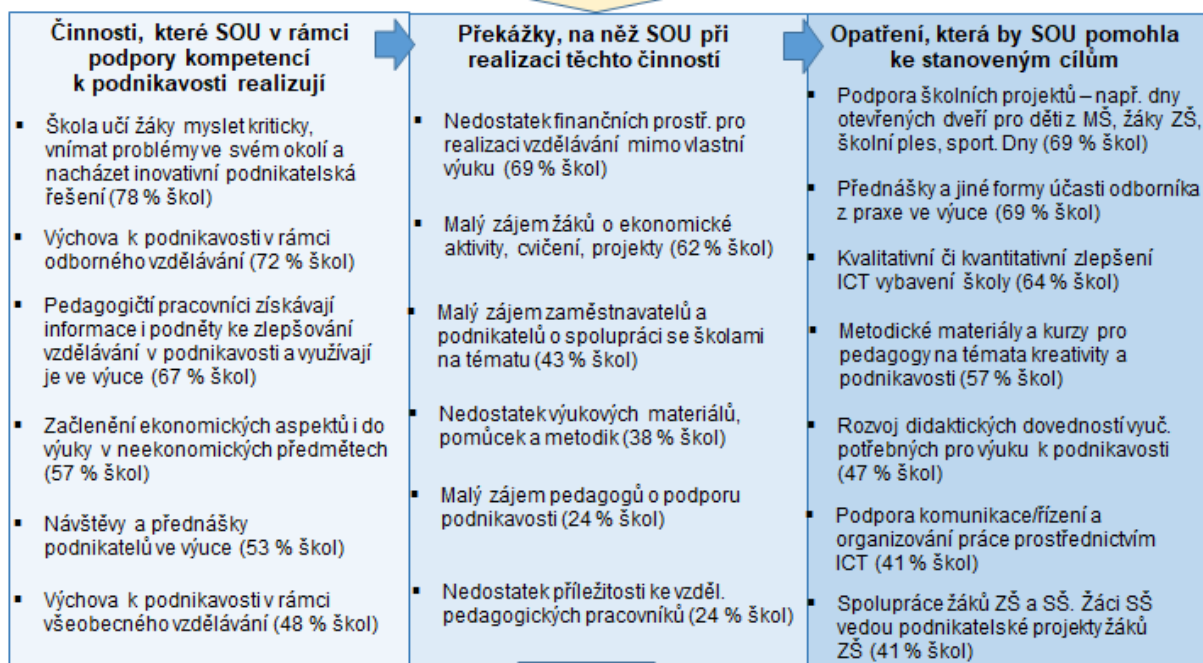 Činnosti, které SOU v rámci
podpory kompetencí
k podnikavosti realizují
▪ Škola učí žáky myslet kriticky,
vnímat problémy ve svém okolí a
nacházet inovativní podnikatelská
řešení (78 % škol)
▪ Výchova k podnikavosti v rámci
odborného vzdělávání (72 % škol)
▪ Pedagogičtí pracovníci získávají
informace i podněty ke zlepšování
vzdělávání v podnikavosti a využívají
je ve výuce (67 % škol)
▪ Začlenění ekonomických aspektů i do
výuky v neekonomických předmětech
(57 % škol)
▪ Návštěvy a přednášky
podnikatelů ve výuce (53 % škol)
▪ Výchova k podnikavosti v rámci
všeobecného vzdělávání (48 % škol)
Překážky, na něž SOU při
realizaci těchto činností
▪ Nedostatek finančních prostř. pro
realizaci vzdělávání mimo vlastní
výuku (69 % škol)
▪ Malý zájem žáků o ekonomické
aktivity, cvičení, projekty (62 % škol)
▪ Malý zájem zaměstnavatelů a
podnikatelů o spolupráci se školami
na tématu (43 % škol)
▪ Nedostatek výukových materiálů,
pomůcek a metodik (38 % škol)
▪ Malý zájem pedagogů o podporu
podnikavosti (24 % škol)
▪ Nedostatek příležitosti ke vzděl.
pedagogických pracovníků (24 % škol)
Opatření, která by SOU pomohla
ke stanoveným cílům
▪ Podpora školních projektů – např. dny
otevřených dveří pro děti z MŠ, žáky ZŠ,
školní ples, sport. Dny (69 % škol)
▪ Přednášky a jiné formy účasti odborníka
z praxe ve výuce (69 % škol)
▪ Kvalitativní či kvantitativní zlepšení
ICT vybavení školy (64 % škol)
▪ Metodické materiály a kurzy pro
pedagogy na témata kreativity a
podnikavosti (57 % škol)
▪ Rozvoj didaktických dovedností vyuč.
potřebných pro výuku k podnikavosti
(47 % škol)
▪ Podpora komunikace/řízení a
organizování práce prostřednictvím
ICT (41 % škol)
▪ Spolupráce žáků ZŠ a SŠ. Žáci SŠ
vedou podnikatelské projekty žáků
ZŠ (41 % škol)